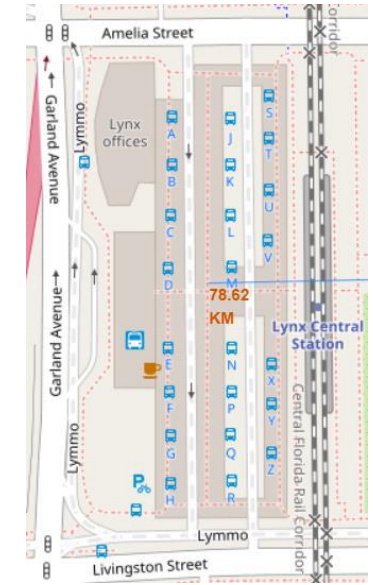 Corridor
Amelia Street
S
A
J
T
Lynx
offices
Lymmo
Garland Avenue
B
K
U
C
L
V
D
M
78.62
KM
Lynx Central
Station
Garland Avenue
E
N
X
F
P
Y
G
Q
Z
H
R
Central Florida Rail Corridor
Lymmo
Lymmo
Livingston Street